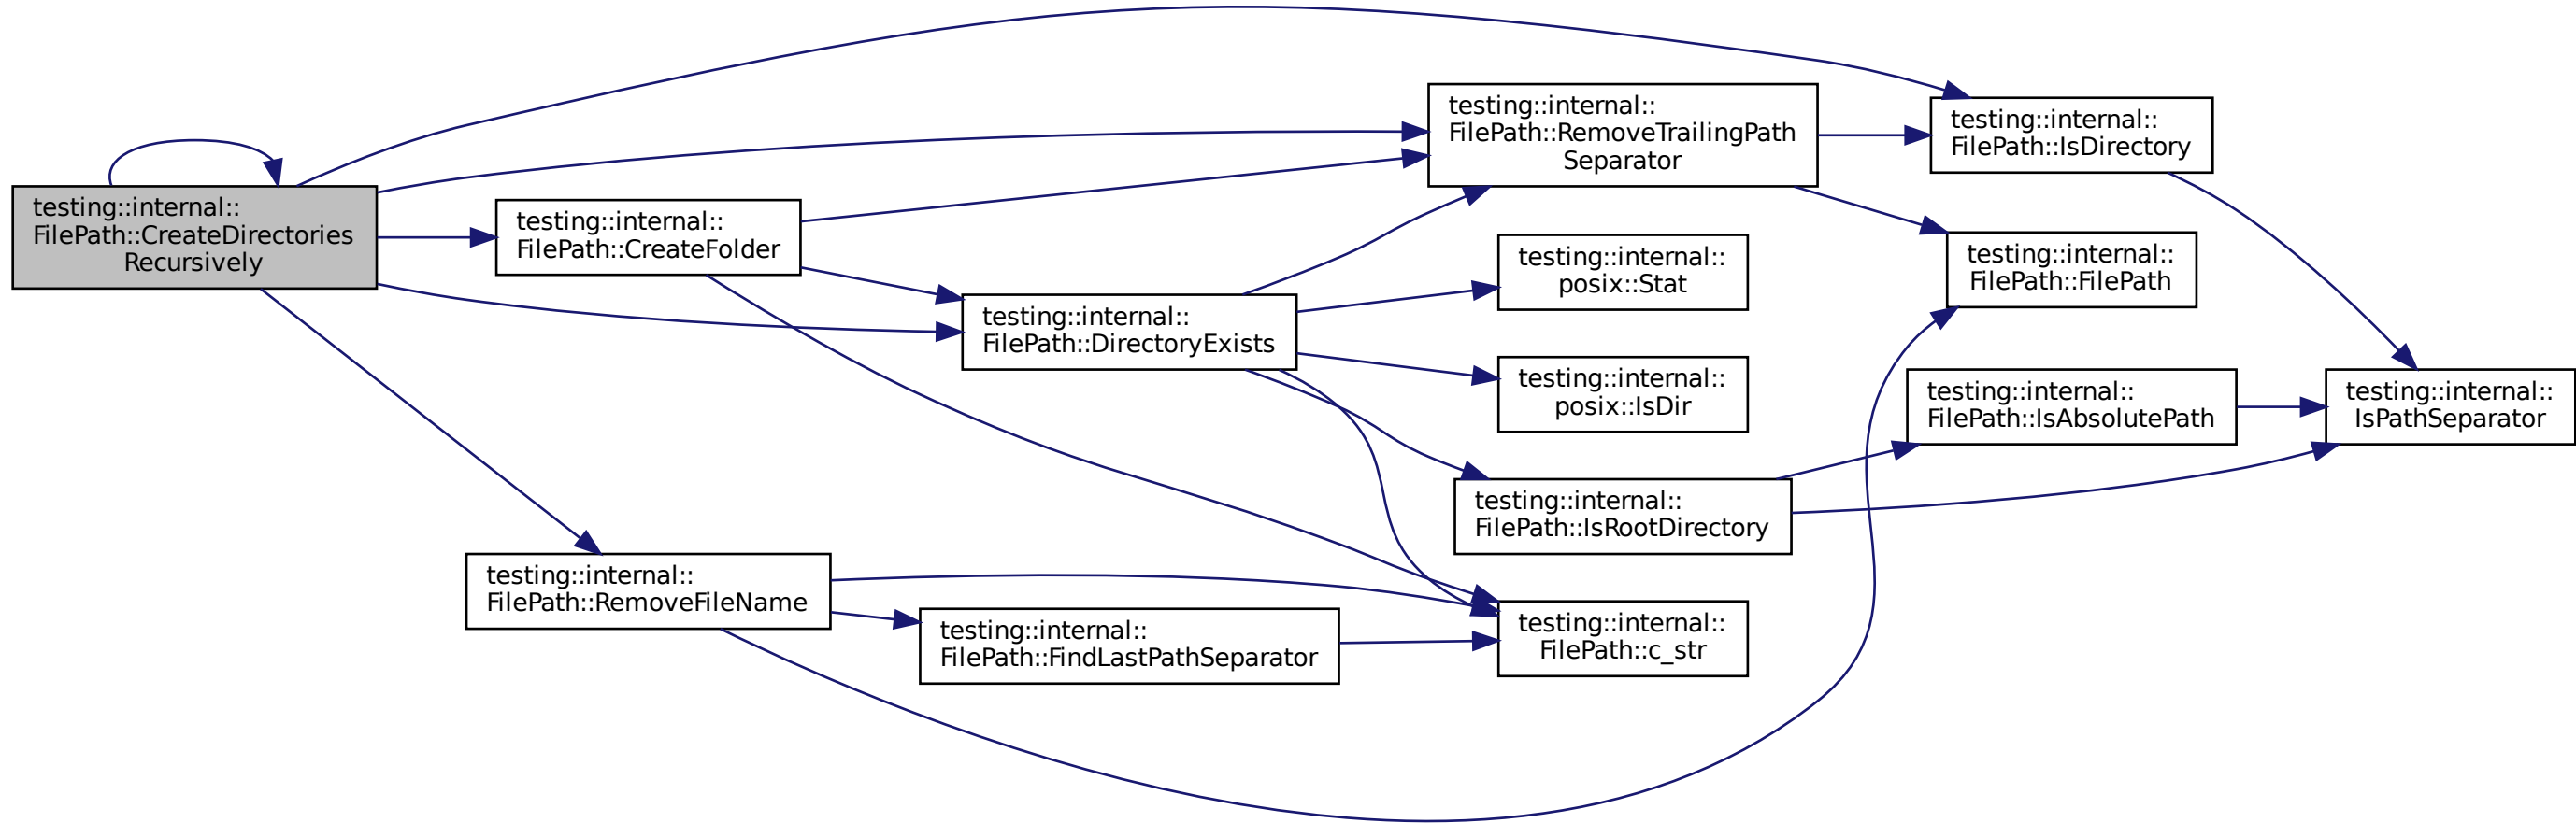 testing::internal::
FilePath::CreateDirectories
Recursively
testing::internal::
FilePath::CreateFolder
testing::internal::
FilePath::RemoveFileName
testing::internal::
FilePath::DirectoryExists
testing::internal::
FilePath::FindLastPathSeparator
testing::internal::
FilePath::RemoveTrailingPath
Separator
testing::internal::
posix::Stat
testing::internal::
posix::IsDir
testing::internal::
FilePath::IsRootDirectory
testing::internal::
FilePath::c_str
testing::internal::
FilePath::IsDirectory
testing::internal::
FilePath::FilePath
testing::internal::
FilePath::IsAbsolutePath
testing::internal::
IsPathSeparator